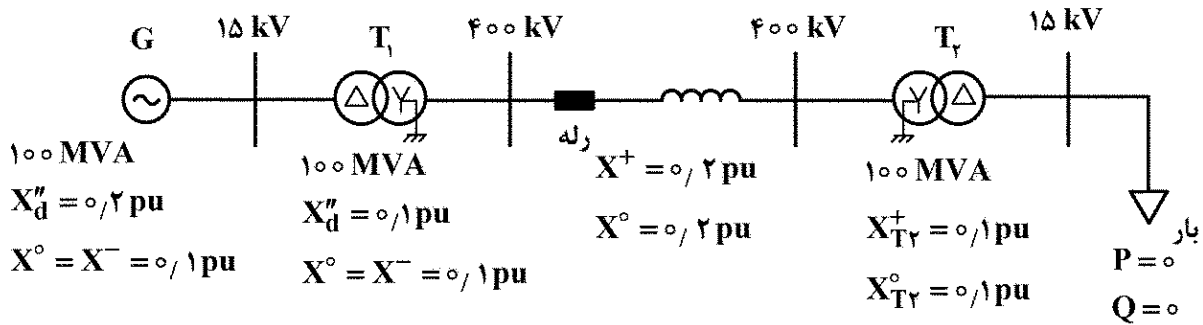 G
۱۵ kV
T۱
۴۰۰ kV
۴۰۰ kV
T۲
۱۵ kV
رله
۱۰۰ MVA
X″d = ۰/۲ pu
X° = X⁻ = ۰/۱ pu
۱۰۰ MVA
X″d = ۰/۱ pu
X° = X⁻ = ۰/۱ pu
X⁺ = ۰/۲ pu
X° = ۰/۲ pu
۱۰۰ MVA
X⁺T۲ = ۰/۱ pu
X°T۲ = ۰/۱ pu
بار
P = ۰
Q = ۰